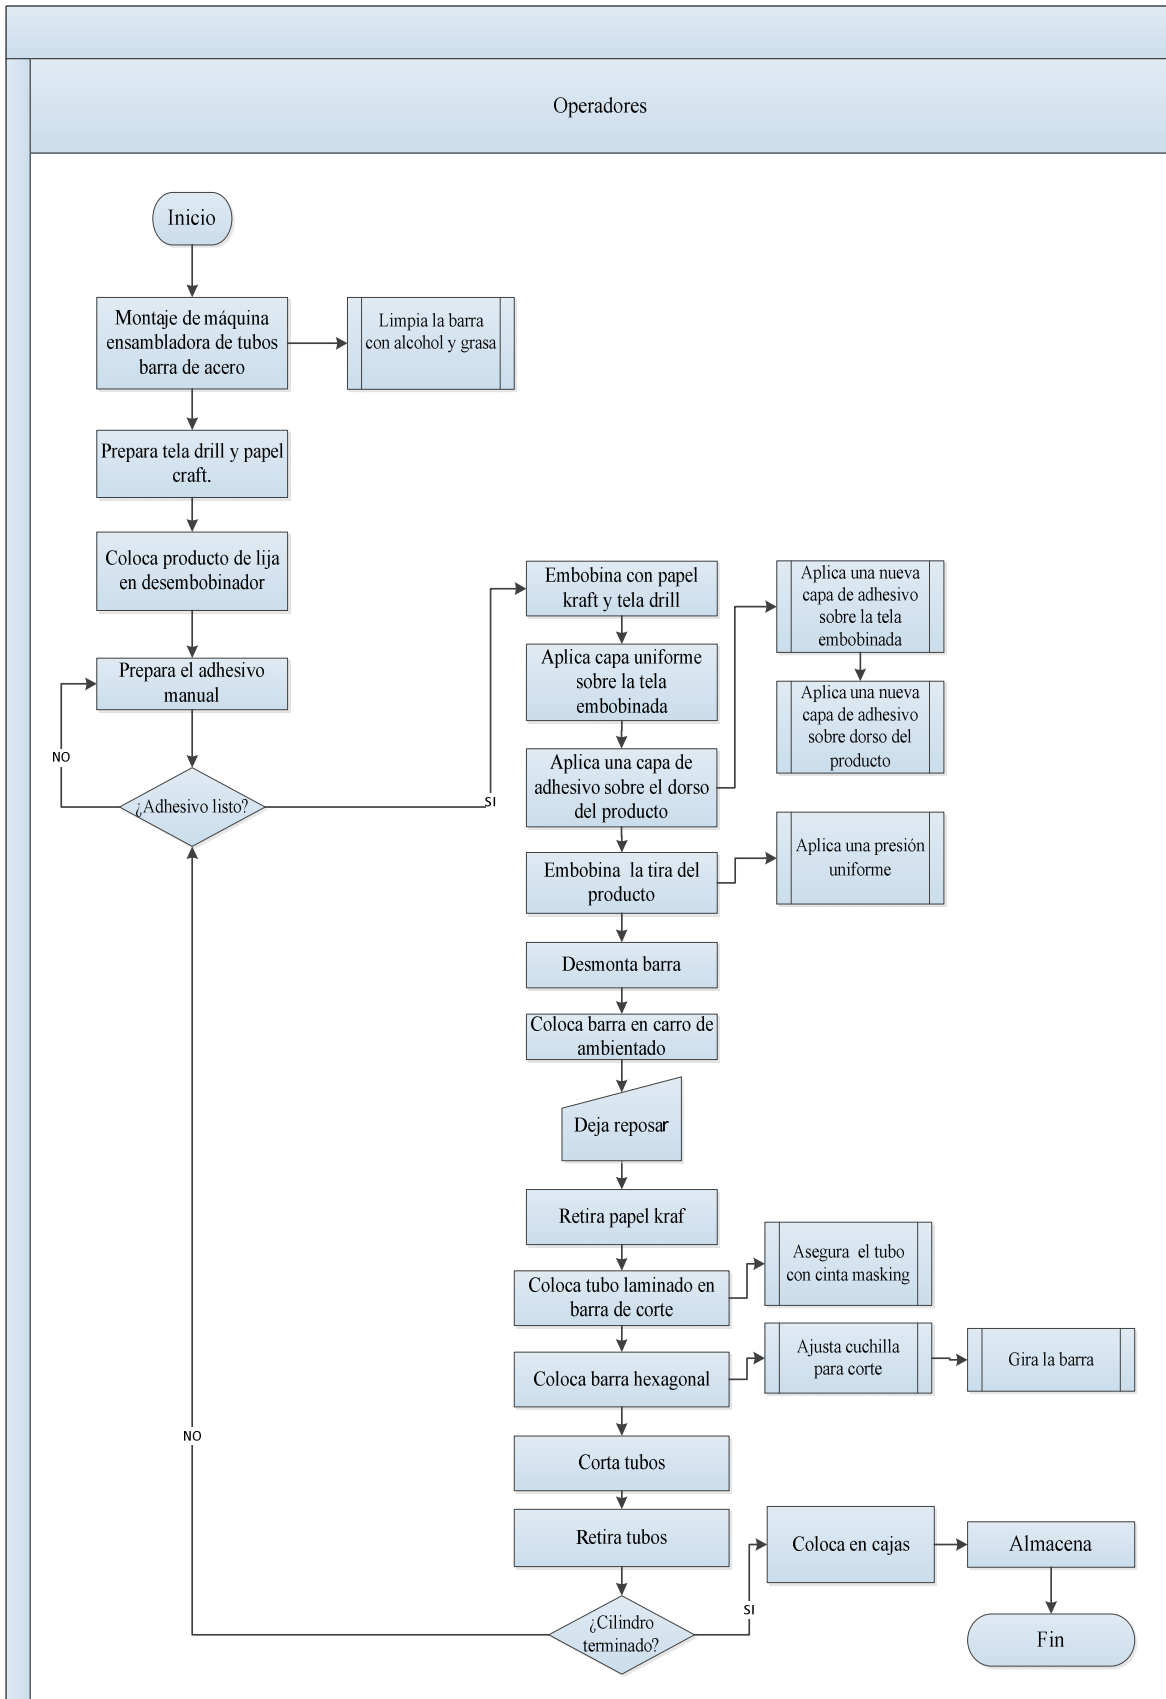 Operadores
Inicio
Montaje de máquina
ensambladora de tubos
barra de acero
Limpia la barra
con alcohol y grasa
Prepara tela drill y papel
craft.
Coloca producto de lija
en desembobinador
Prepara el adhesivo
manual
NO
¿Adhesivo listo?
SI
Embobina con papel
kraft y tela drill
Aplica una nueva
capa de adhesivo
sobre la tela
embobinada
Aplica capa uniforme
sobre la tela
embobinada
Aplica una nueva
capa de adhesivo
sobre dorso del
producto
Aplica una capa de
adhesivo sobre el dorso
del producto
Embobina la tira del
producto
Aplica una presión
uniforme
Desmonta barra
Coloca barra en carro de
ambientado
Deja reposar
Retira papel kraf
Coloca tubo laminado en
barra de corte
Asegura el tubo
con cinta masking
Coloca barra hexagonal
Ajusta cuchilla
para corte
Gira la barra
NO
Corta tubos
Retira tubos
¿Cilindro
terminado?
SI
Coloca en cajas
Almacena
Fin